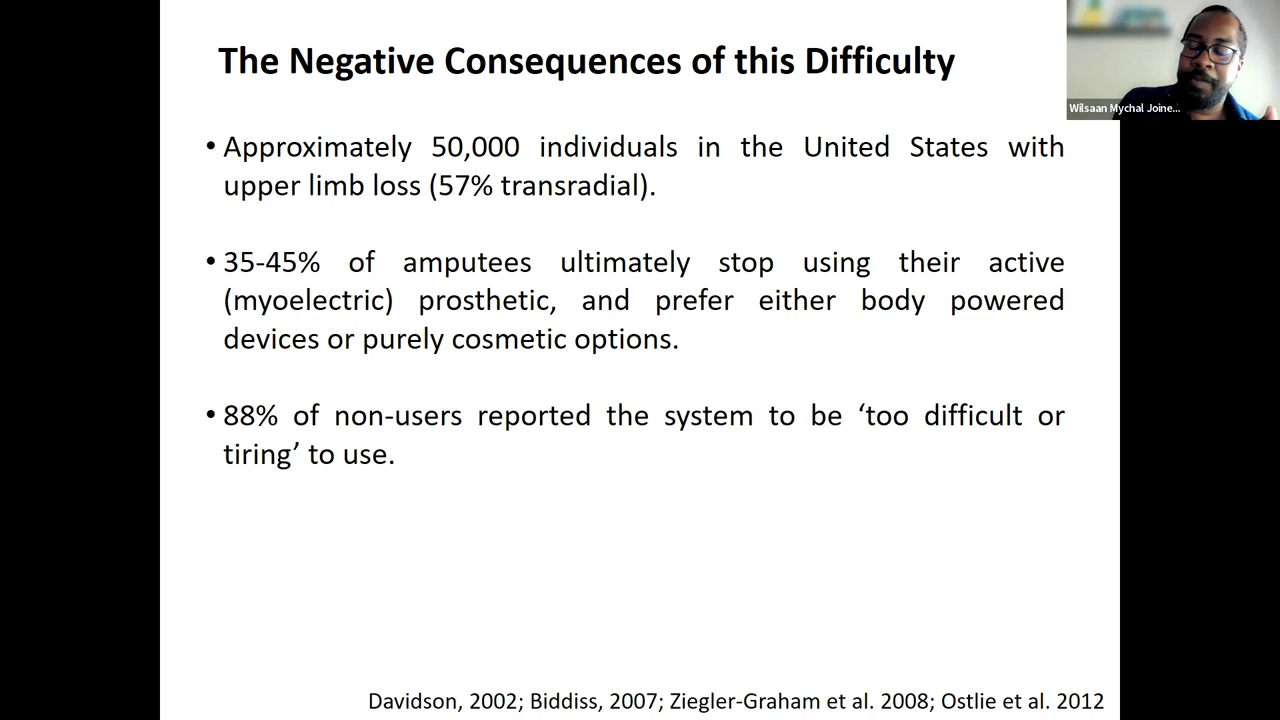 The Negative Consequences of this Difficulty
Wilsaan Mychal Joine...
• Approximately 50,000 individuals in the United States with
upper limb loss (57% transradial).
• 35-45% of amputees ultimately stop using their active
(myoelectric) prosthetic, and prefer either body powered
devices or purely cosmetic options.
• 88% of non-users reported the system to be ‘too difficult or
tiring’ to use.
Davidson, 2002; Biddiss, 2007; Ziegler-Graham et al. 2008; Ostlie et al. 2012